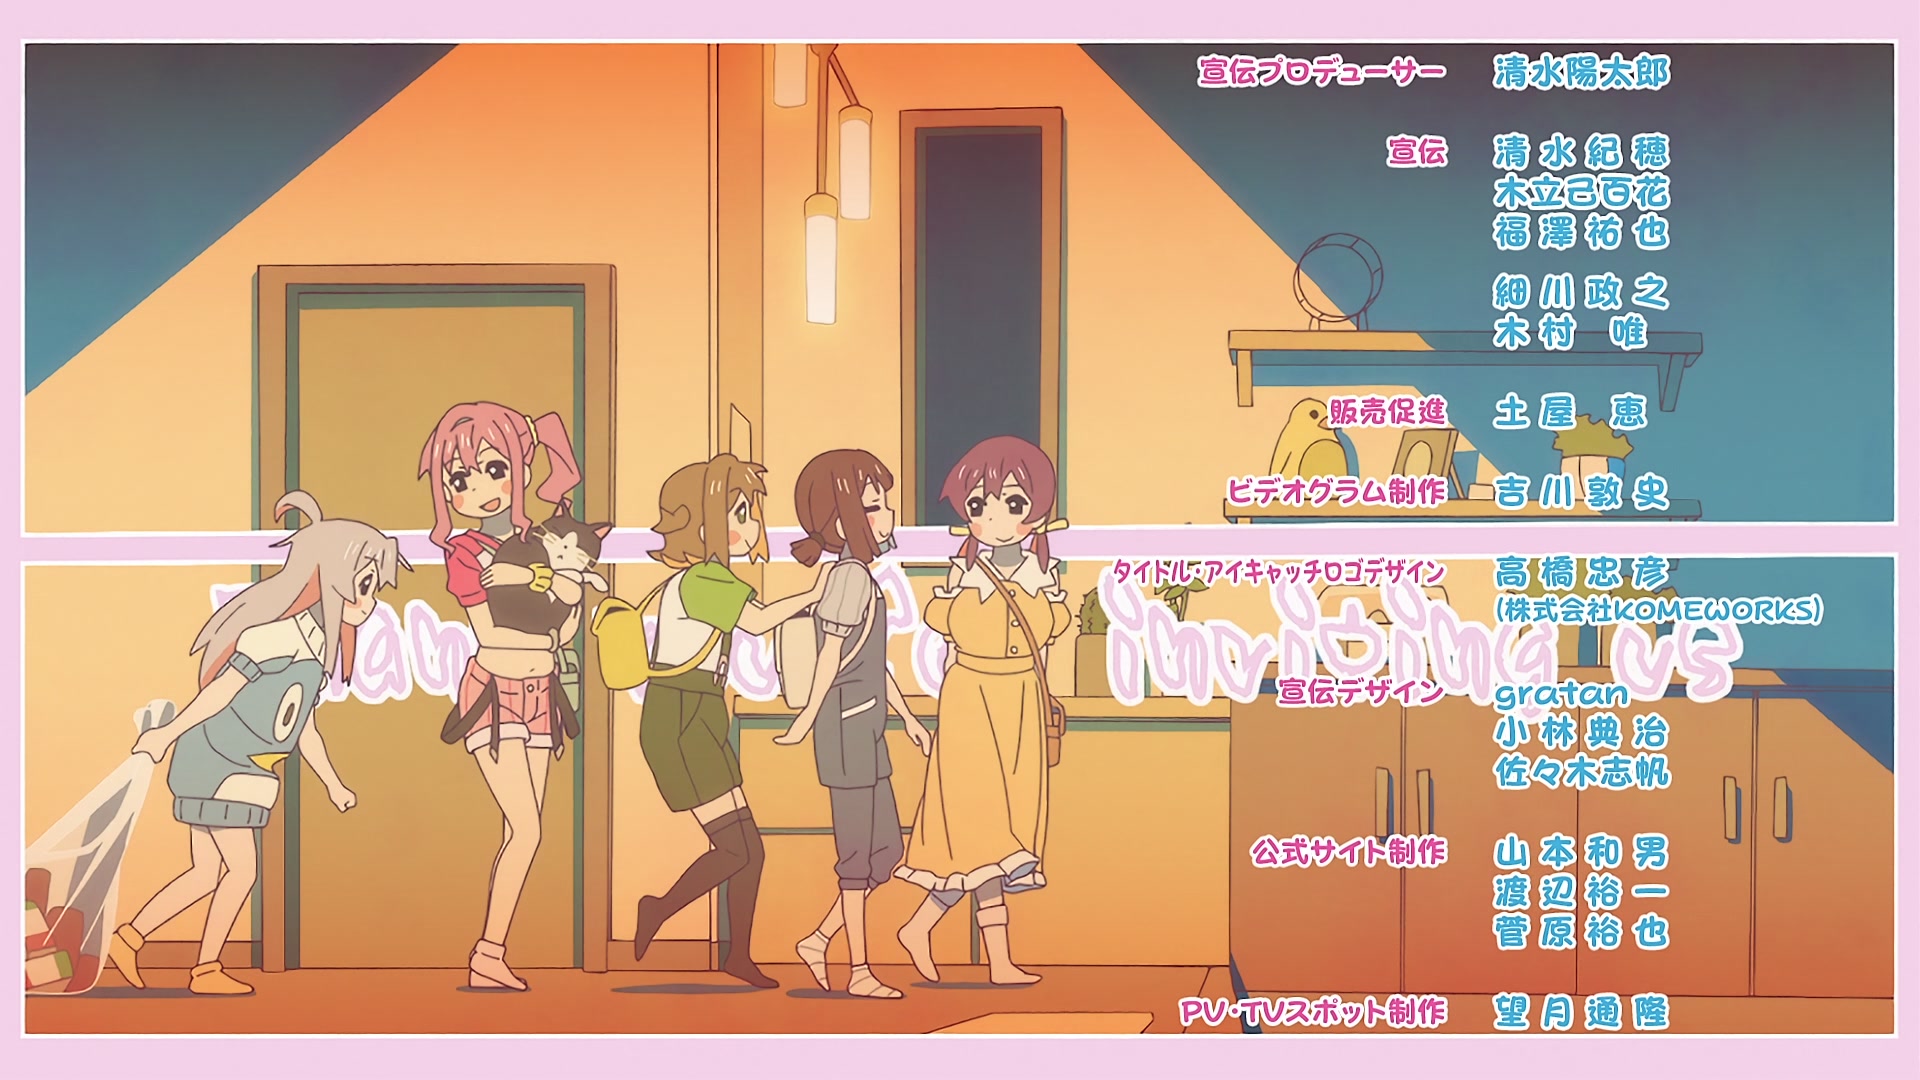 宣伝プロデューサー 清水陽太郎
宣伝 清水紀穂
木立己百花
福澤祐也
細川政之
木村 唯
販売促進 土屋 恵
ビデオグラム制作 吉川敦史
タイトル・アイキャッチロゴデザイン 高橋忠彦
(株式会社KOMEWORKS)
inviting us
宣伝デザイン gratan
小林典治
佐々木志帆
公式サイト制作 山本和男
渡辺裕一
菅原裕也
PV・TVスポット制作 望月通隆